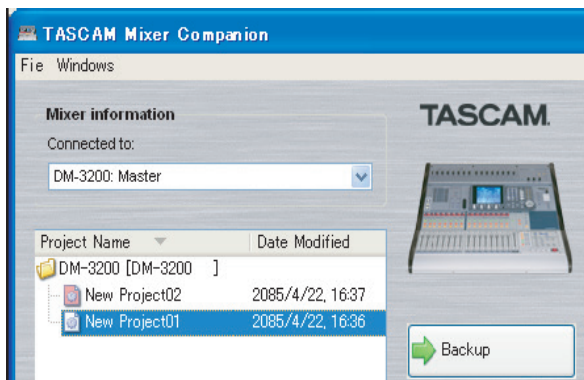 TASCAM Mixer Companion
Fie Windows
Mixer information
TASCAM
Connected to:
DM-3200: Master
Project Name Date Modified
DM-3200 [DM-3200 ]
New Project02 2085/4/22, 16:37
New Project01 2085/4/22, 16:36
Backup